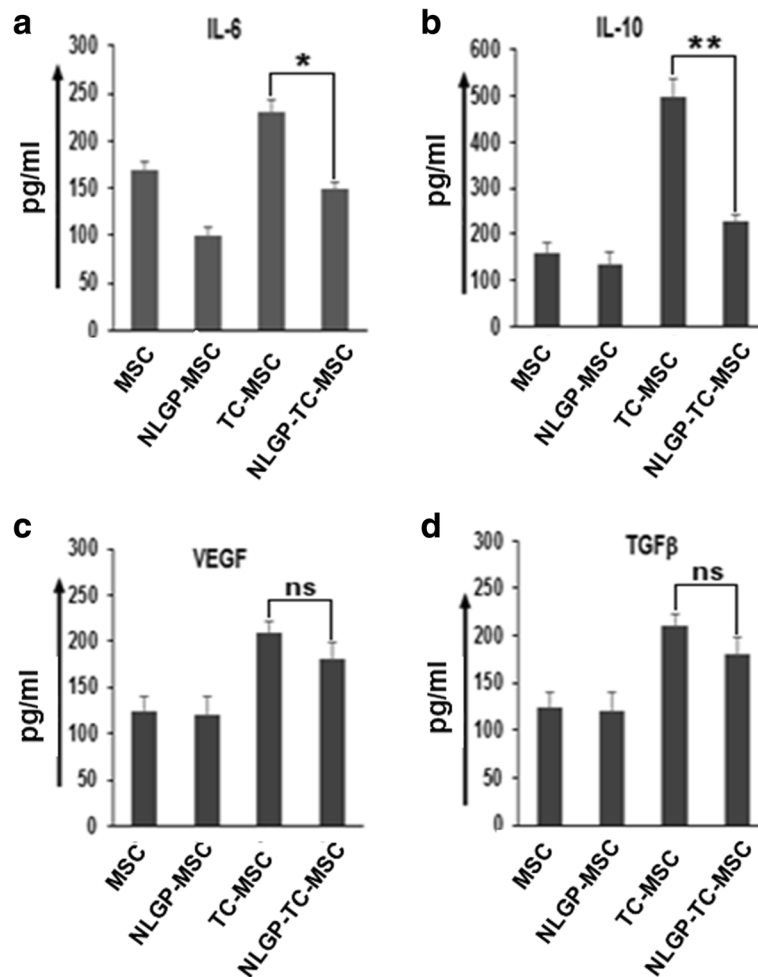 a
IL-6
300
250
200
150
100
50
0
pg/ml
*
MSC
NLGP-MSC
TC-MSC
NLGP-TC-MSC
b
IL-10
600
500
400
300
200
100
0
pg/ml
**
MSC
NLGP-MSC
TC-MSC
NLGP-TC-MSC
c
VEGF
300
250
200
150
100
50
0
pg/ml
ns
MSC
NLGP-MSC
TC-MSC
NLGP-TC-MSC
d
TGFβ
300
250
200
150
100
50
0
pg/ml
ns
MSC
NLGP-MSC
TC-MSC
NLGP-TC-MSC